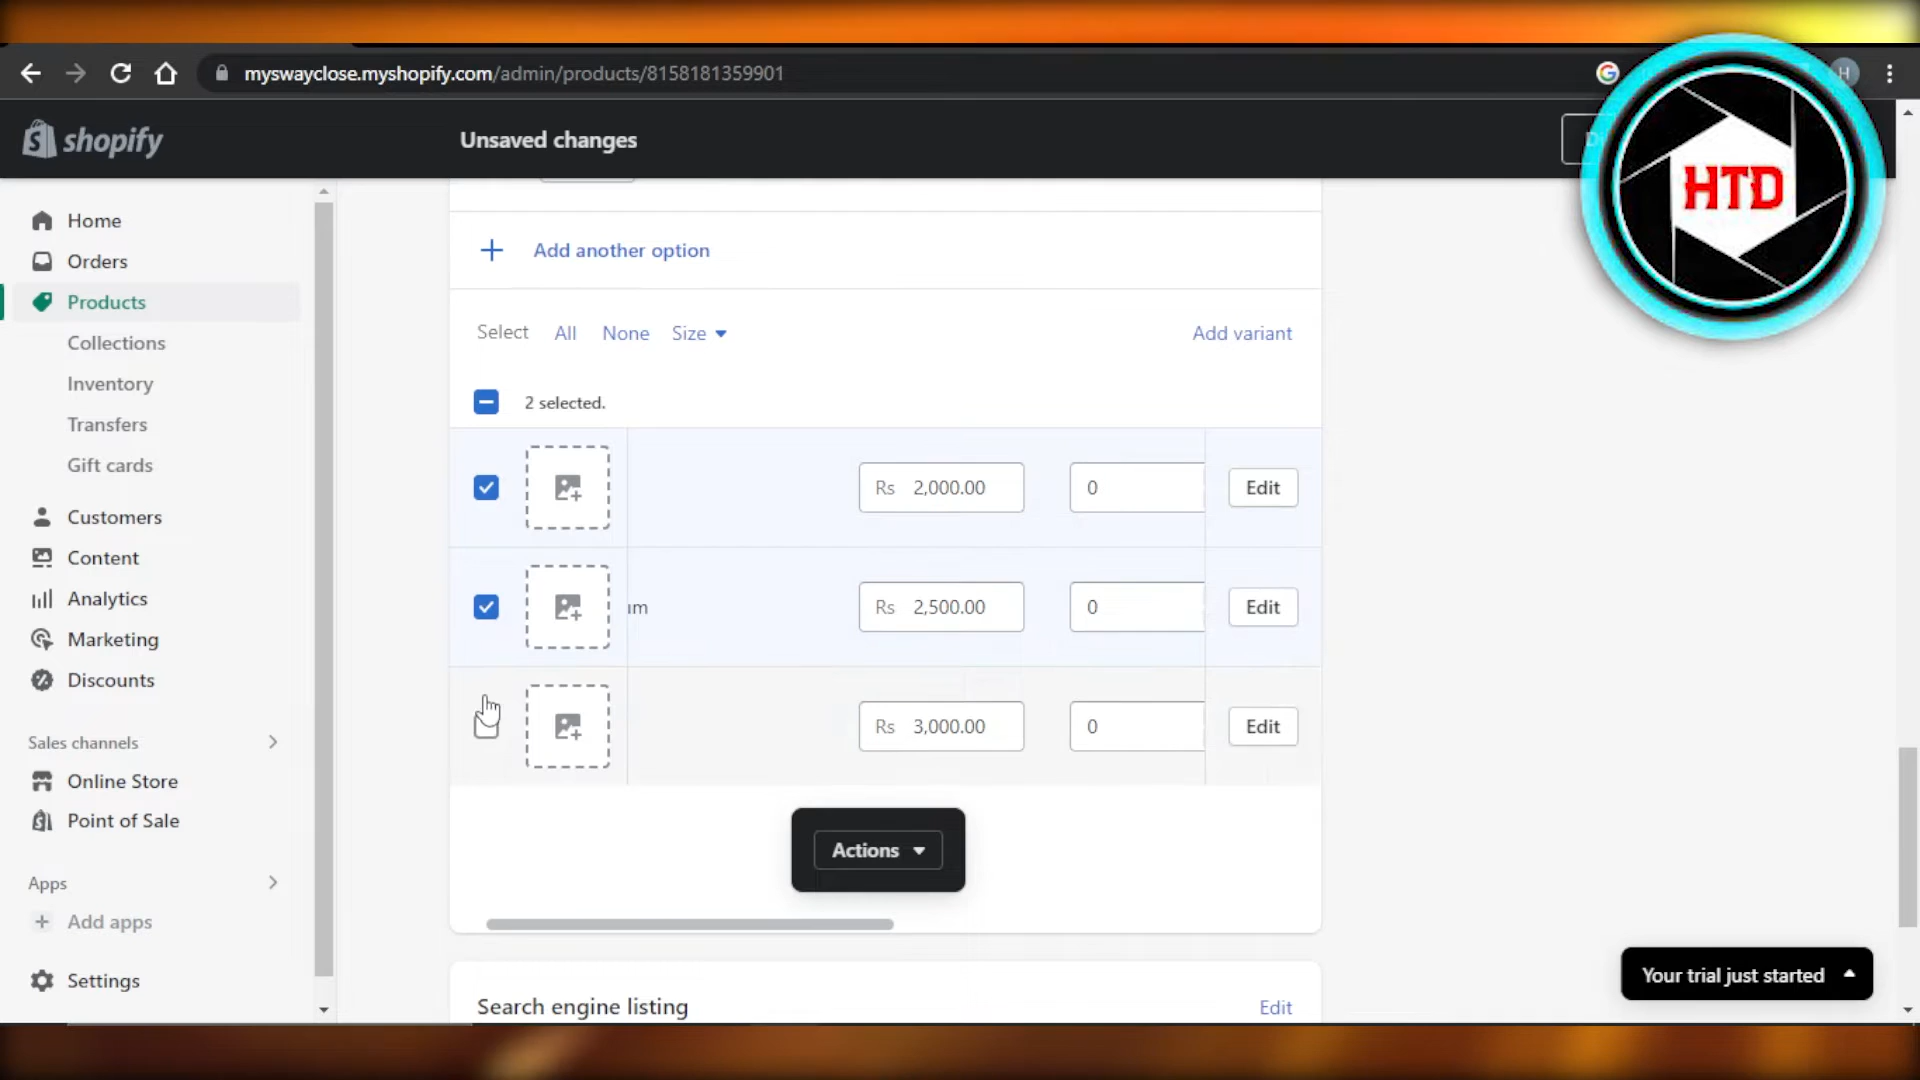 myswayclose.myshopify.com/admin/products/8158181359901
H
shopify
Unsaved changes
HTD
Home
Orders
Products
Collections
Inventory
Transfers
Gift cards
Customers
Content
Analytics
Marketing
Discounts
Sales channels
Online Store
Point of Sale
Apps
Add apps
Settings
Add another option
Select All None Size Add variant
2 selected.
Rs 2,000.00 0 Edit
um Rs 2,500.00 0 Edit
Rs 3,000.00 0 Edit
Actions
Search engine listing Edit
Your trial just started